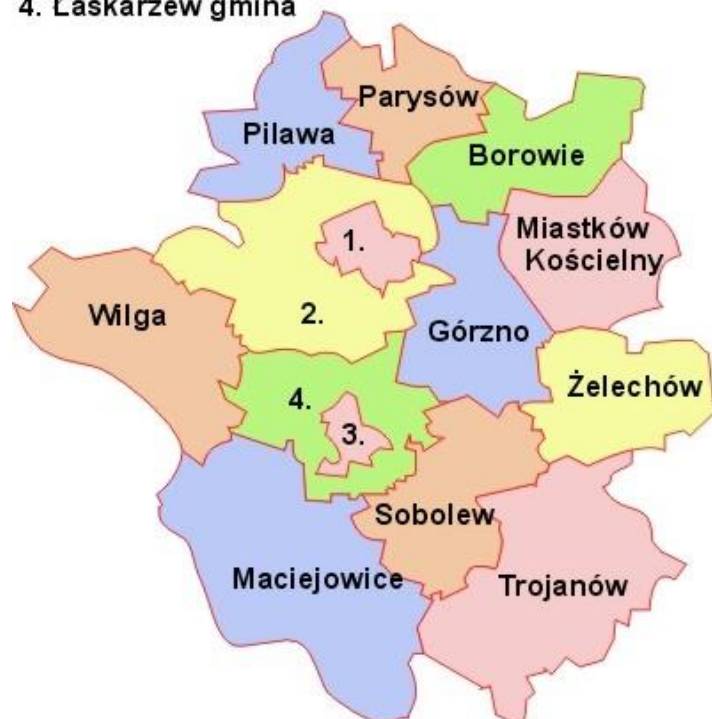 4. Łaskarzew gmina
Parysów
Pilawa
Borowie
Miastków
Kościelny
1.
Wilga
2.
Górzno
Żelechów
4.
3.
Sobolew
Maciejowice
Trojanów